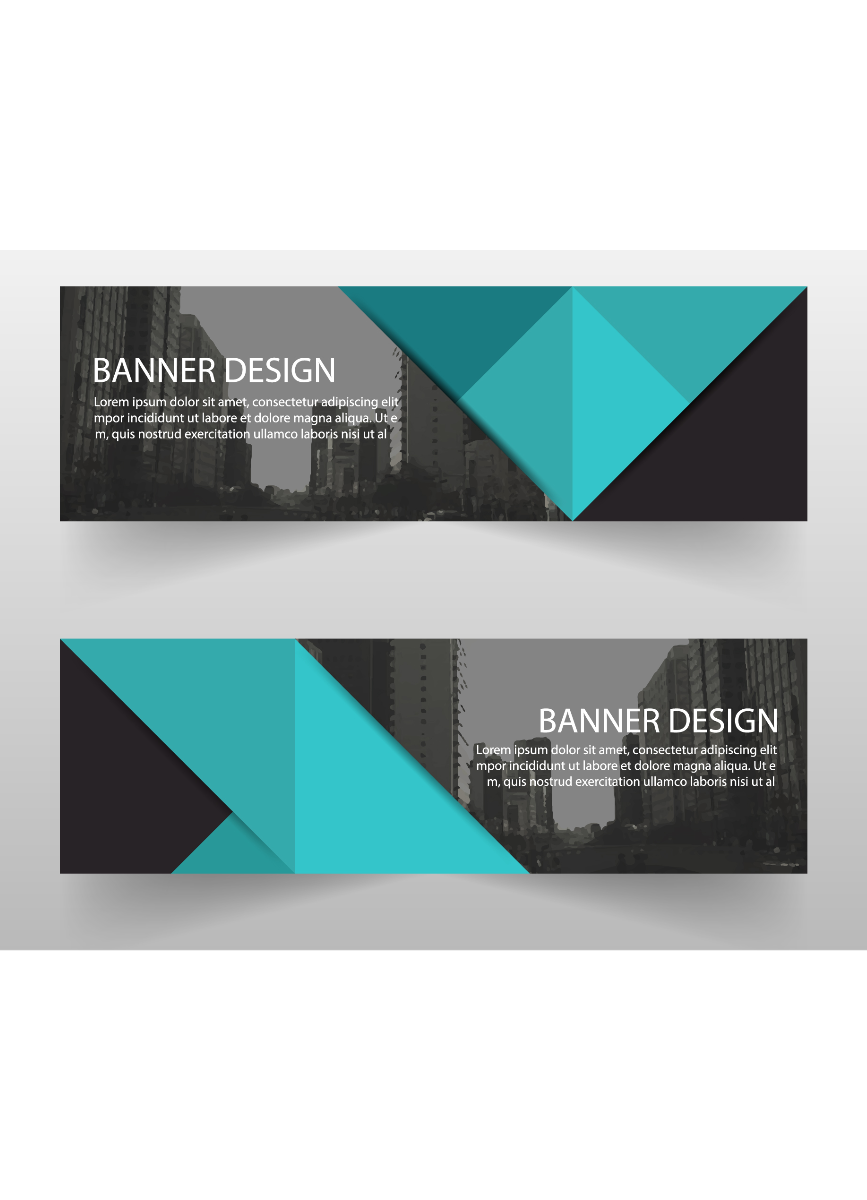 BANNER DESIGN
Lorem ipsum dolor sit amet, consectetur adipiscing elit
mpor incididunt ut labore et dolore magna aliqua. Ut e
m, quis nostrud exercitation ullamco laboris nisi ut al
BANNER DESIGN
Lorem ipsum dolor sit amet, consectetur adipiscing elit
mpor incididunt ut labore et dolore magna aliqua. Ut e
m, quis nostrud exercitation ullamco laboris nisi ut al